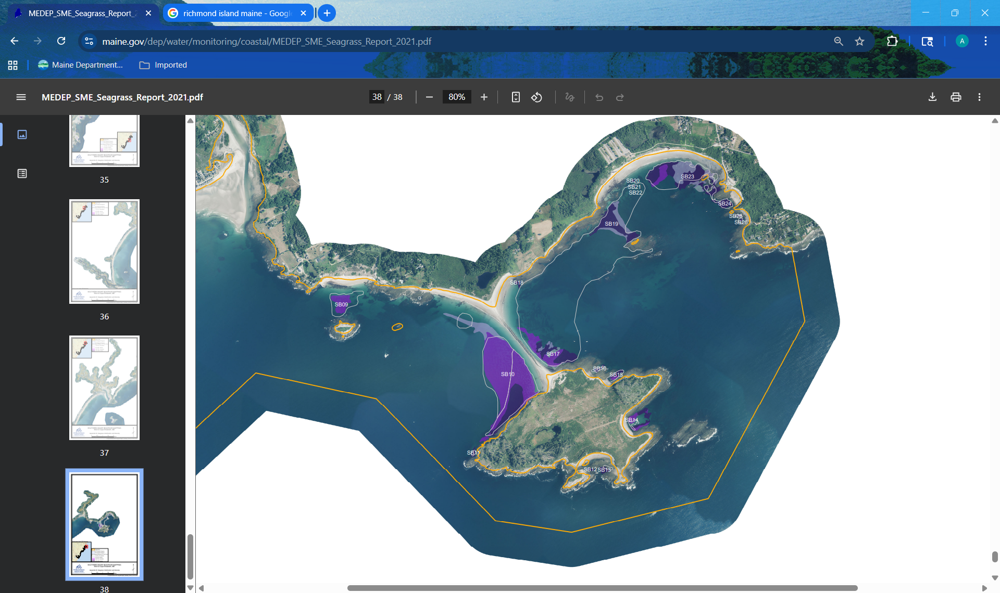 MEDEP_SME_Seagrass_Report_2
richmond island maine - Googl
maine.gov/dep/water/monitoring/coastal/MEDEP_SME_Seagrass_Report_2021.pdf
A
Maine Department...
Imported
MEDEP_SME_Seagrass_Report_2021.pdf
38 / 38
80%
35
36
37
38
SB20
SB21
SB22
SB23
SB24
SB25
SB26
SB19
SB18
SB09
SB17
SB16
SB15
SB10
SB14
SB11
SB12
SB13